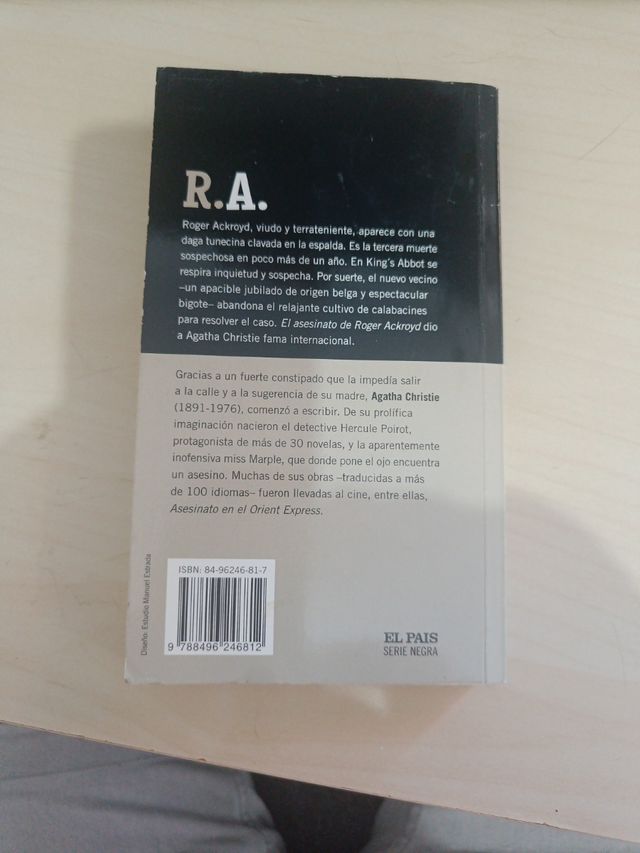 R.A.
Roger Ackroyd, viudo y terrateniente, aparece con una
daga tunecina clavada en la espalda. Es la tercera muerte
sospechosa en poco más de un año. En King's Abbot se
respira inquietud y sospecha. Por suerte, el nuevo vecino
–un apacible jubilado de origen belga y espectacular
bigote– abandona el relajante cultivo de calabacines
para resolver el caso. El asesinato de Roger Ackroyd dio
a Agatha Christie fama internacional.
Gracias a un fuerte constipado que la impedía salir
a la calle y a la sugerencia de su madre, Agatha Christie
(1891-1976), comenzó a escribir. De su prolífica
imaginación nacieron el detective Hercule Poirot,
protagonista de más de 30 novelas, y la aparentemente
inofensiva miss Marple, que donde pone el ojo encuentra
un asesino. Muchas de sus obras –traducidas a más
de 100 idiomas– fueron llevadas al cine, entre ellas,
Asesinato en el Orient Express.
Diseño: Estudio Manuel Estrada
ISBN: 84-96246-81-7
9 788496 246812
EL PAIS
SERIE NEGRA